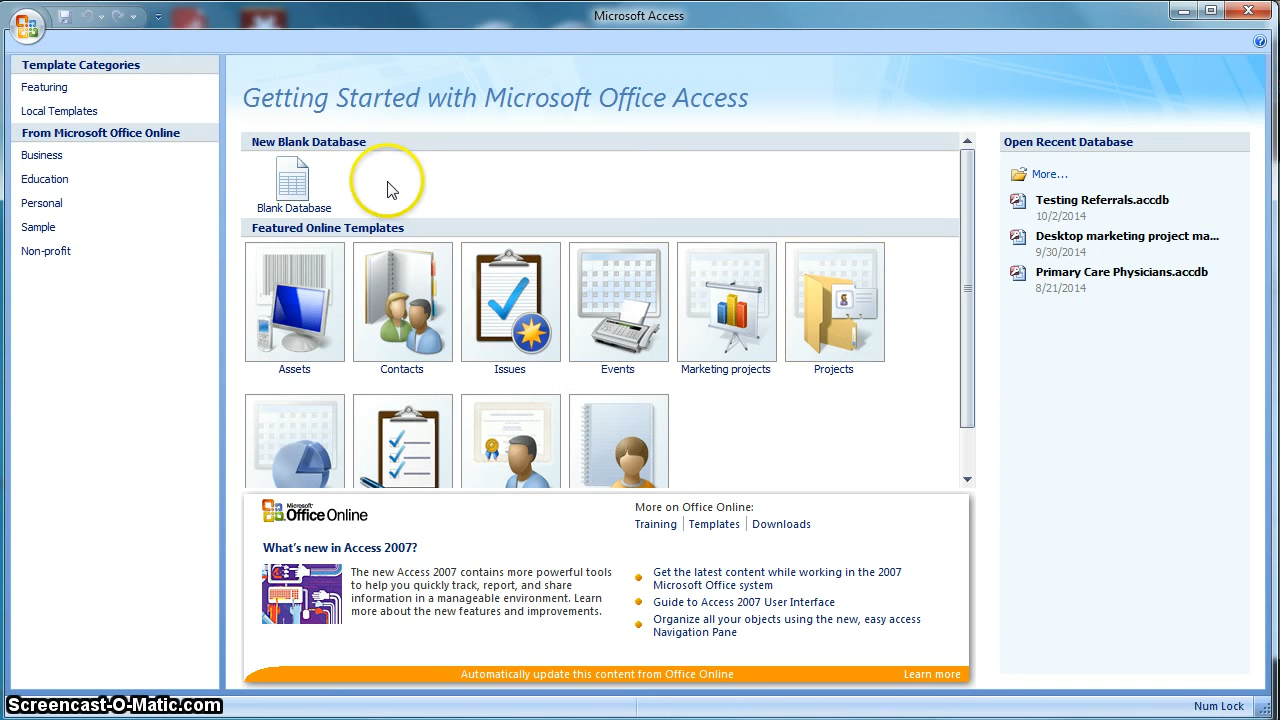 Microsoft Access
Template Categories
Featuring
Local Templates
From Microsoft Office Online
Business
Education
Personal
Sample
Non-profit
Getting Started with Microsoft Office Access
New Blank Database
Blank Database
Featured Online Templates
Assets
Contacts
Issues
Events
Marketing projects
Projects
Microsoft
Office Online
What's new in Access 2007?
The new Access 2007 contains more powerful tools
to help you quickly track, report, and share
information in a manageable environment. Learn
more about the new features and improvements.
More on Office Online:
Training | Templates | Downloads
Get the latest content while working in the 2007
Microsoft Office system
Guide to Access 2007 User Interface
Organize all your objects using the new, easy access
Navigation Pane
Automatically update this content from Office Online
Learn more
Open Recent Database
More...
Testing Referrals.accdb
10/2/2014
Desktop marketing project ma...
9/30/2014
Primary Care Physicians.accdb
8/21/2014
Screencast-O-Matic.com
Num Lock